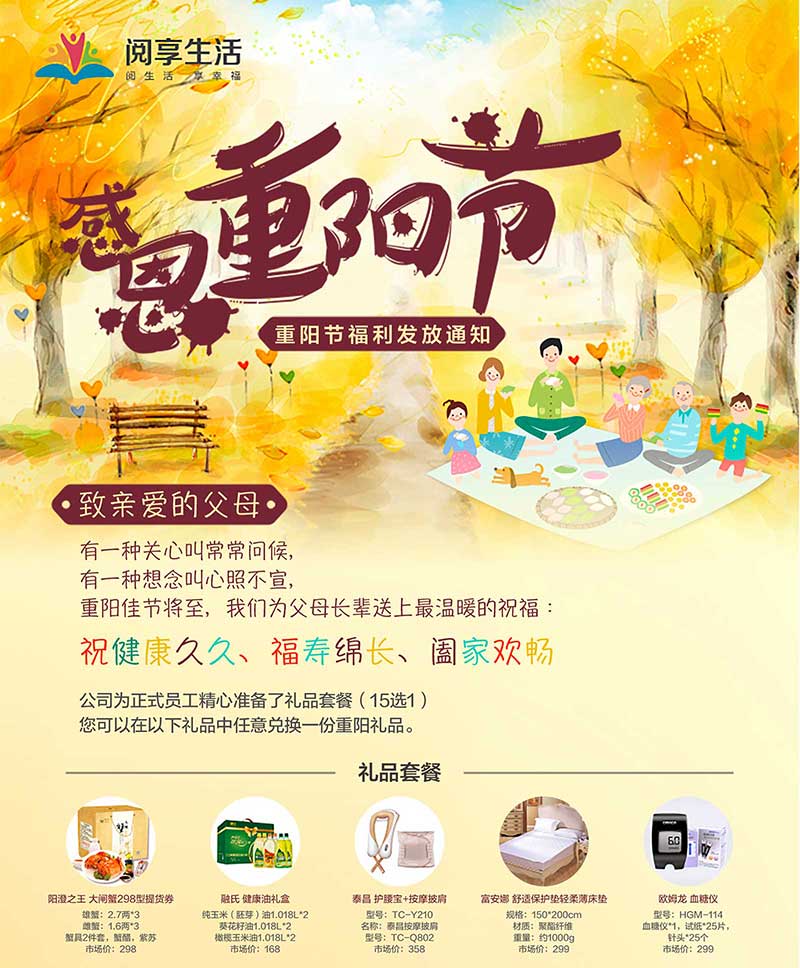 阅享生活
阅生活 享幸福
感恩重阳节
重阳节福利发放通知
致亲爱的父母
有一种关心叫常常问候,
有一种想念叫心照不宣,
重阳佳节将至, 我们为父母长辈送上最温暖的祝福:
祝健康久久、福寿绵长、阖家欢畅
公司为正式员工精心准备了礼品套餐(15选1)
您可以在以下礼品中任意兑换一份重阳礼品。
礼品套餐
阳澄之王 大闸蟹298型提货券
雄蟹: 2.7两*3
雌蟹: 1.6两*3
蟹具2件套, 蟹醋, 紫苏
市场价: 298
融氏 健康油礼盒
纯玉米(胚芽)油1.018L*2
葵花籽油1.018L*2
橄榄玉米油1.018L*2
市场价: 168
泰昌 护腰宝+按摩披肩
型号: TC-Y210
名称: 泰昌按摩披肩
型号: TC-Q802
市场价: 358
富安娜 舒适保护垫轻柔薄床垫
规格: 150*200cm
材质: 聚酯纤维
重量: 约1000g
市场价: 299
6.0
欧姆龙 血糖仪
型号: HGM-114
血糖仪*1, 试纸*25片,
针头*25个
市场价: 299